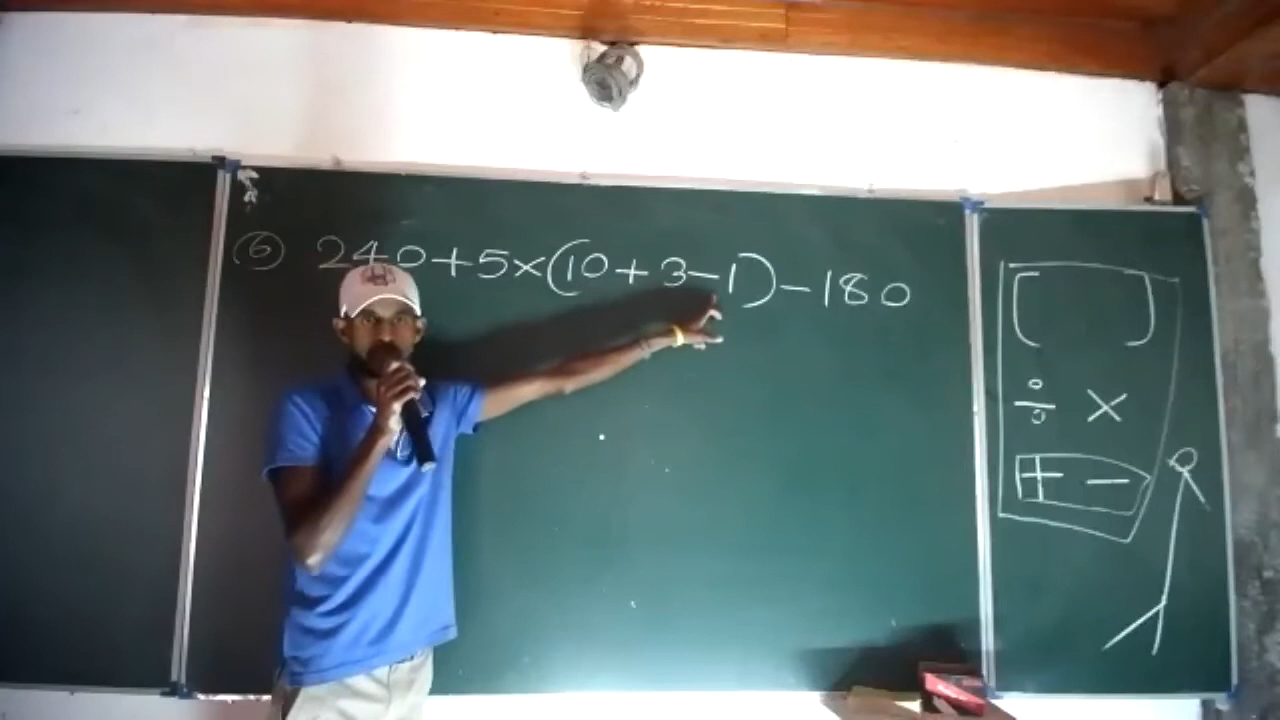 ⑥ 240+5×(10+3-1)-180
( )
÷ ×
+ -